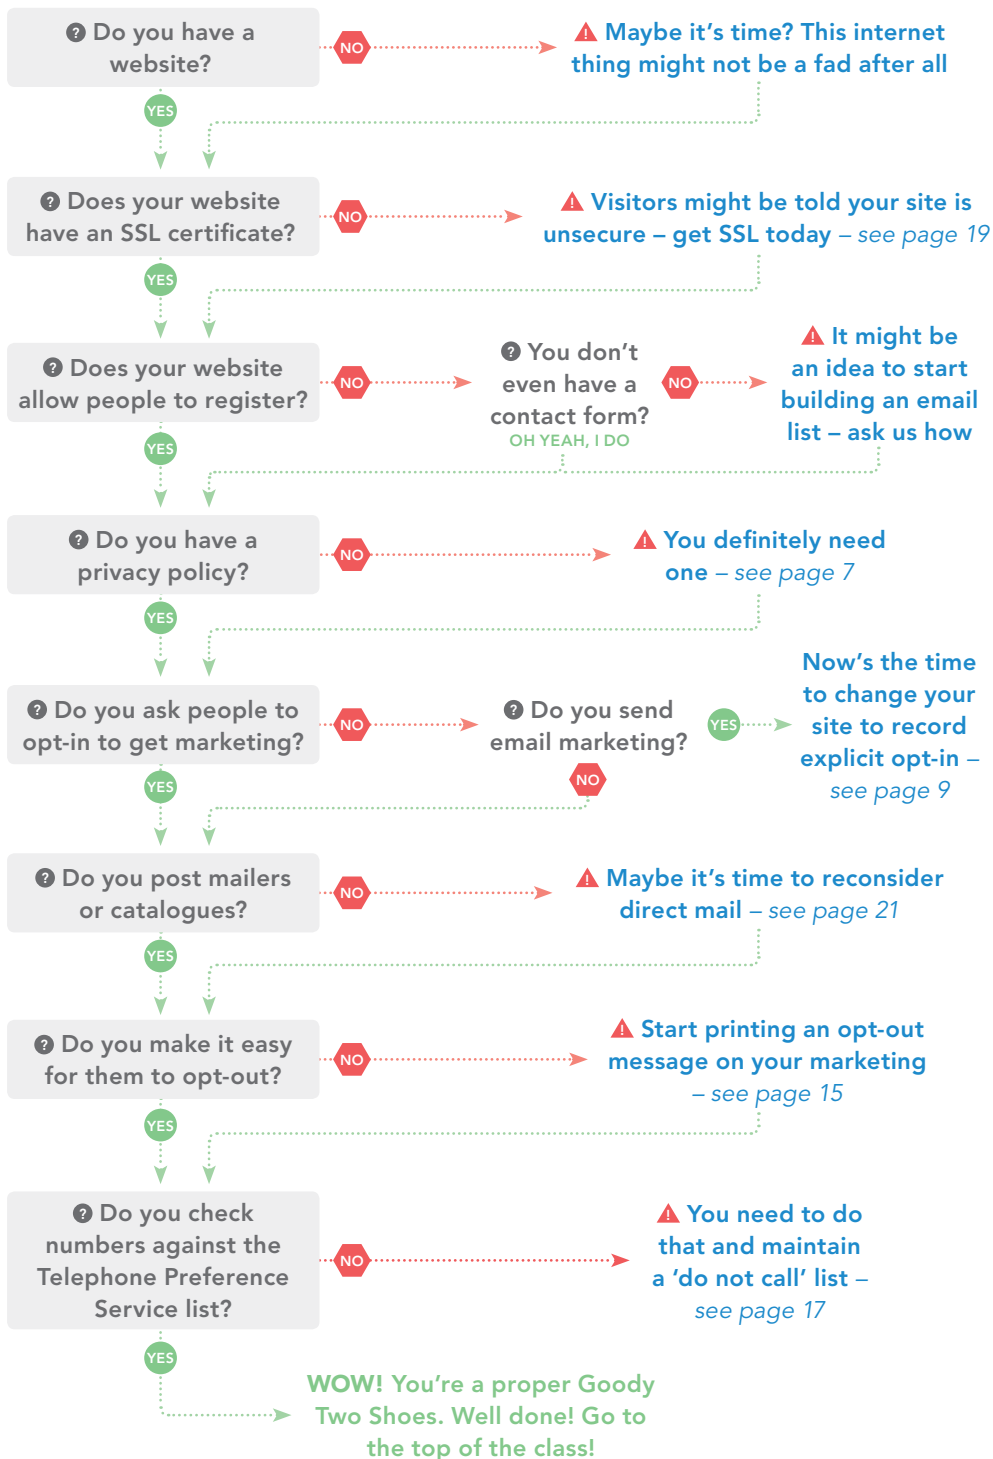 ? Do you have a
website?
NO
! Maybe it’s time? This internet
thing might not be a fad after all
YES
? Does your website
have an SSL certificate?
NO
! Visitors might be told your site is
unsecure – get SSL today – see page 19
YES
? Does your website
allow people to register?
NO
? You don’t
even have a
contact form?
OH YEAH, I DO
NO
! It might be
an idea to start
building an email
list – ask us how
YES
? Do you have a
privacy policy?
NO
! You definitely need
one – see page 7
YES
? Do you ask people to
opt-in to get marketing?
NO
? Do you send
email marketing?
YES
Now’s the time
to change your
site to record
explicit opt-in –
see page 9
NO
YES
? Do you post mailers
or catalogues?
NO
! Maybe it’s time to reconsider
direct mail – see page 21
YES
? Do you make it easy
for them to opt-out?
NO
! Start printing an opt-out
message on your marketing
– see page 15
YES
? Do you check
numbers against the
Telephone Preference
Service list?
NO
! You need to do
that and maintain
a ‘do not call’ list –
see page 17
YES
WOW! You’re a proper Goody
Two Shoes. Well done! Go to
the top of the class!